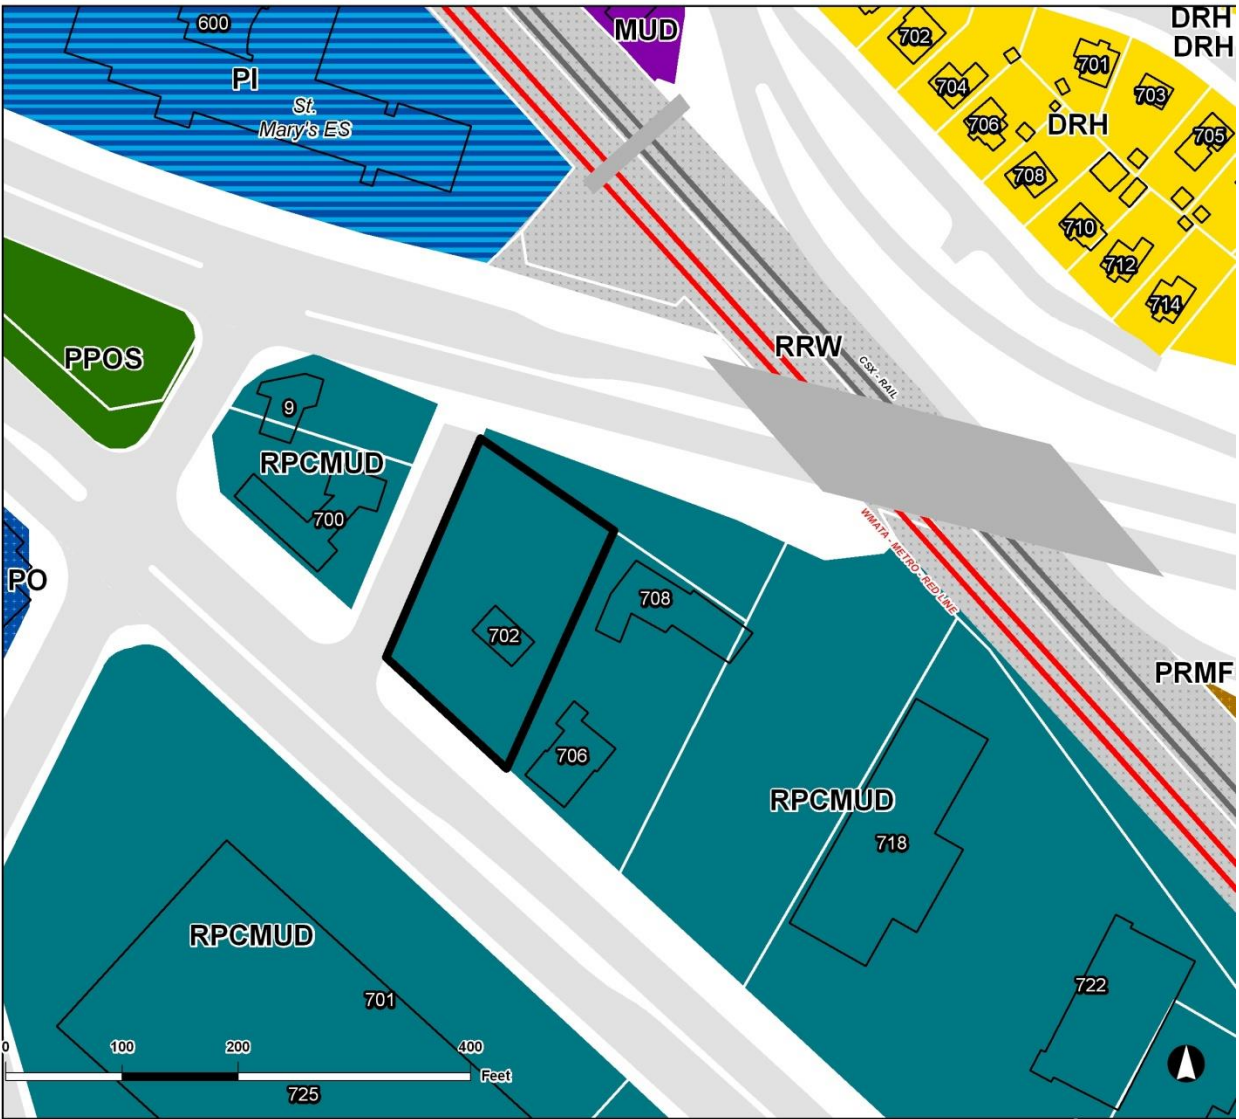 600
MUD
DRH
DRH
702
701
704
703
PI
St.
Mary's ES
706
DRH
705
708
710
712
714
RRW
CSX - RAIL
PPOS
9
RPCMUD
700
WMATA - METRO - RED LINE
PO
708
702
PRMF
706
RPCMUD
718
RPCMUD
701
722
0 100 200 400
Feet
725